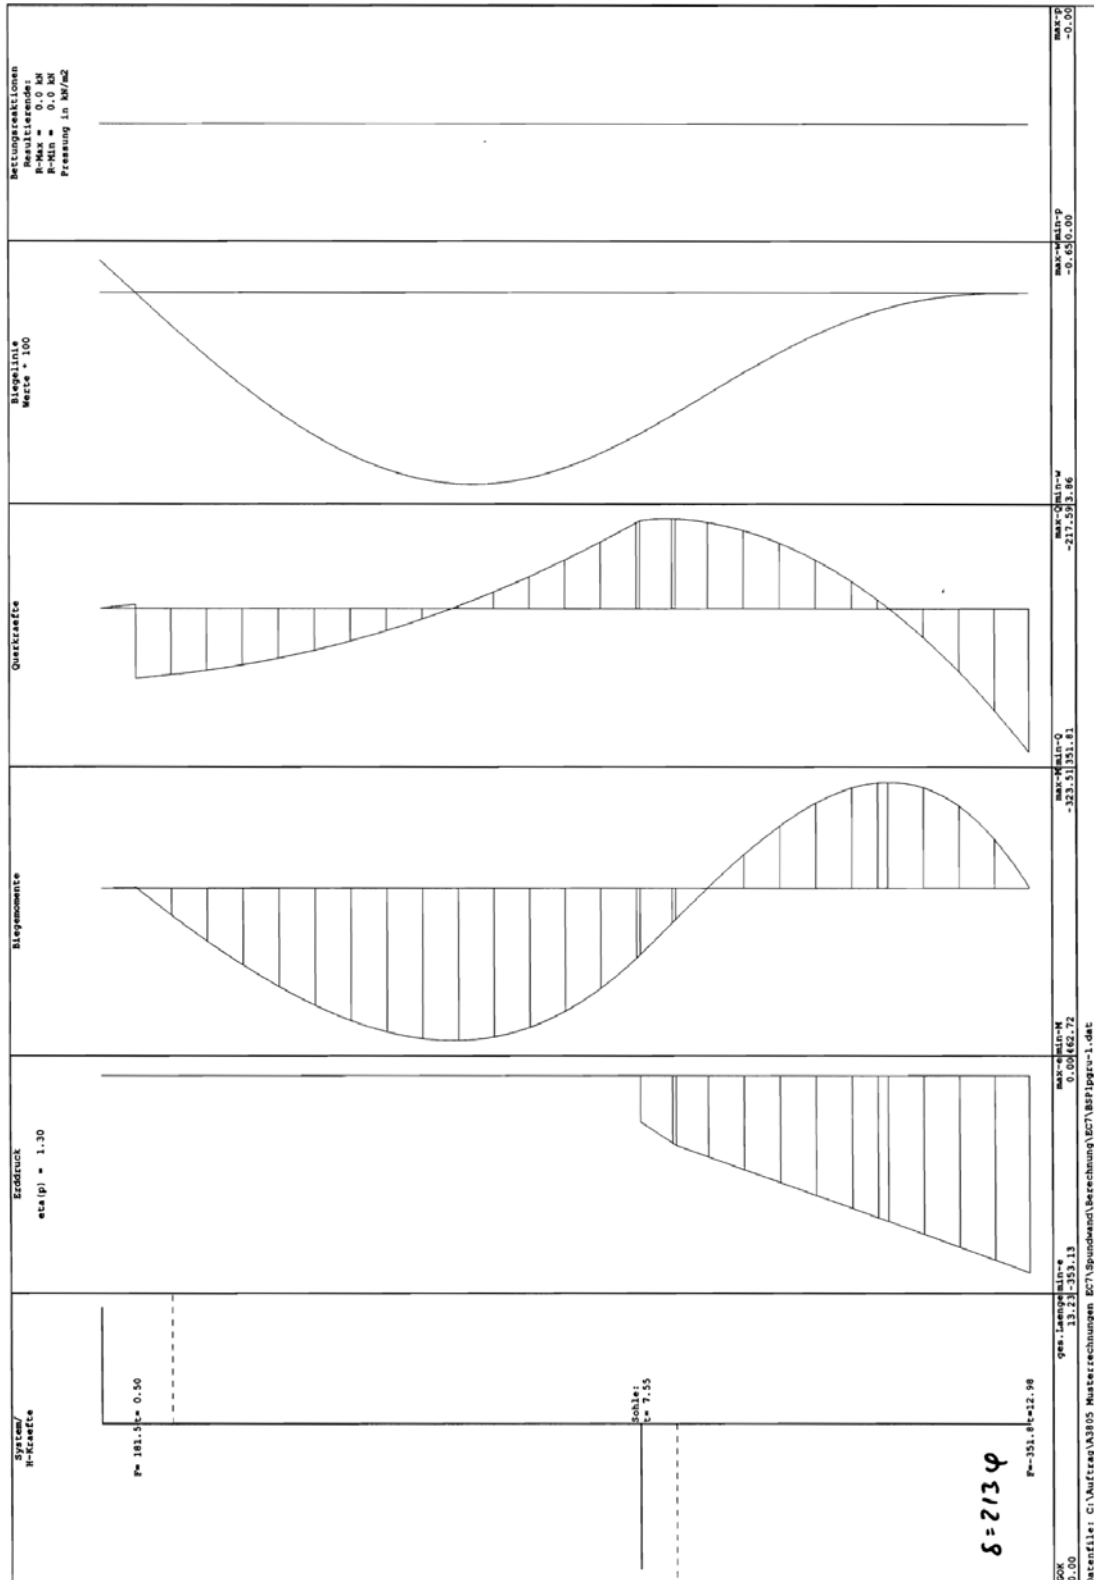 System/
H-Kraefte
F= 181.5 t= 0.50
Sohle:
t= 7.55
F=-351.8 t=12.98
δ=2/3 φ
GOK
0.00
ges.Laenge
13.23
Erddruck
eta(p) = 1.30
min-e
-353.13
max-e
0.00
Biegemomente
min-M
462.72
max-M
-323.51
Querkraefte
min-Q
351.81
max-Q
-217.59
Biegelinie
Werte * 100
min-w
3.86
max-w
-0.65
Bettungsreaktionen
Resultierende:
R-Max = 0.0 kN
R-Min = 0.0 kN
Pressung in kN/m2
min-p
0.00
max-p
-0.00
Datenfile: C:\Auftrag\A3805 Musterrechnungen EC7\Spundwand\Berechnung\EC7\BSP1pgru-1.dat